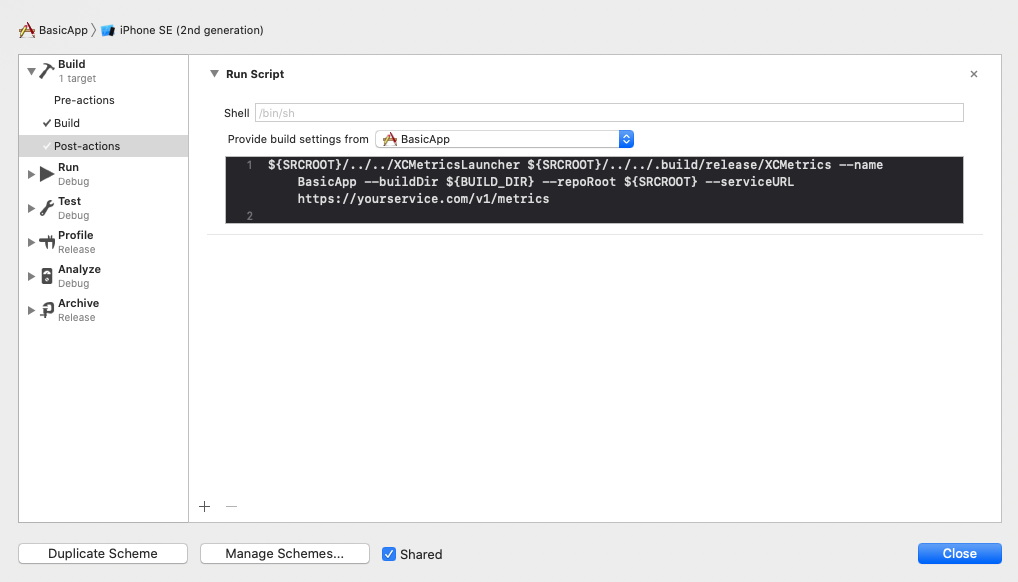 BasicApp iPhone SE (2nd generation)
Build
1 target
Pre-actions
Build
Post-actions
Run
Debug
Test
Debug
Profile
Release
Analyze
Debug
Archive
Release
Run Script
Shell /bin/sh
Provide build settings from BasicApp
1 ${SRCROOT}/../../XCMetricsLauncher ${SRCROOT}/../../.build/release/XCMetrics --name
BasicApp --buildDir ${BUILD_DIR} --repoRoot ${SRCROOT} --serviceURL
https://yourservice.com/v1/metrics
2
Duplicate Scheme Manage Schemes... Shared Close